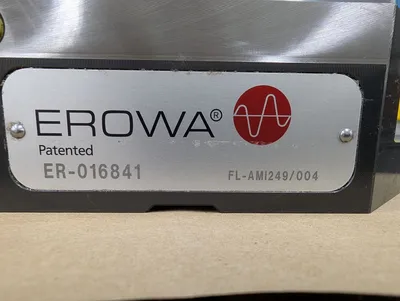 EROWA®
Patented
ER-016841
FL-AMI249/004